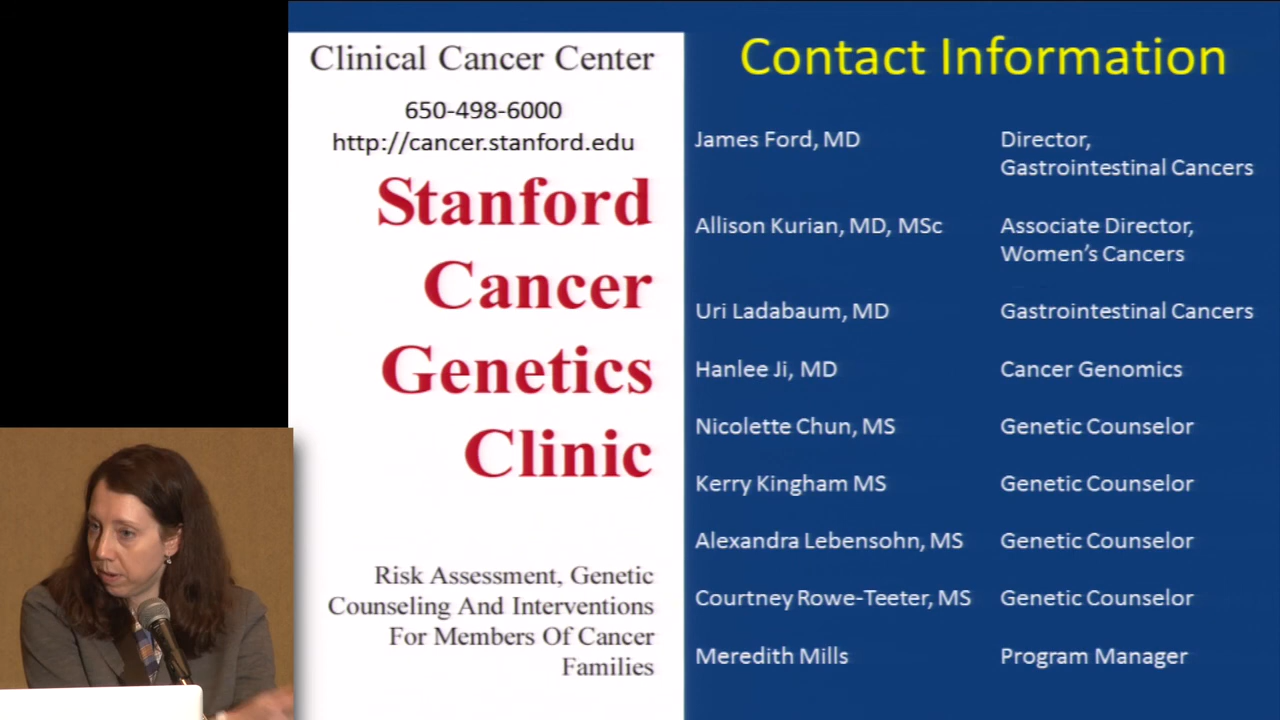 Clinical Cancer Center
650-498-6000
http://cancer.stanford.edu
Stanford
Cancer
Genetics
Clinic
Risk Assessment, Genetic
Counseling And Interventions
For Members Of Cancer
Families
Contact Information
James Ford, MD Director,
Gastrointestinal Cancers
Allison Kurian, MD, MSc Associate Director,
Women’s Cancers
Uri Ladabaum, MD Gastrointestinal Cancers
Hanlee Ji, MD Cancer Genomics
Nicolette Chun, MS Genetic Counselor
Kerry Kingham MS Genetic Counselor
Alexandra Lebensohn, MS Genetic Counselor
Courtney Rowe-Teeter, MS Genetic Counselor
Meredith Mills Program Manager